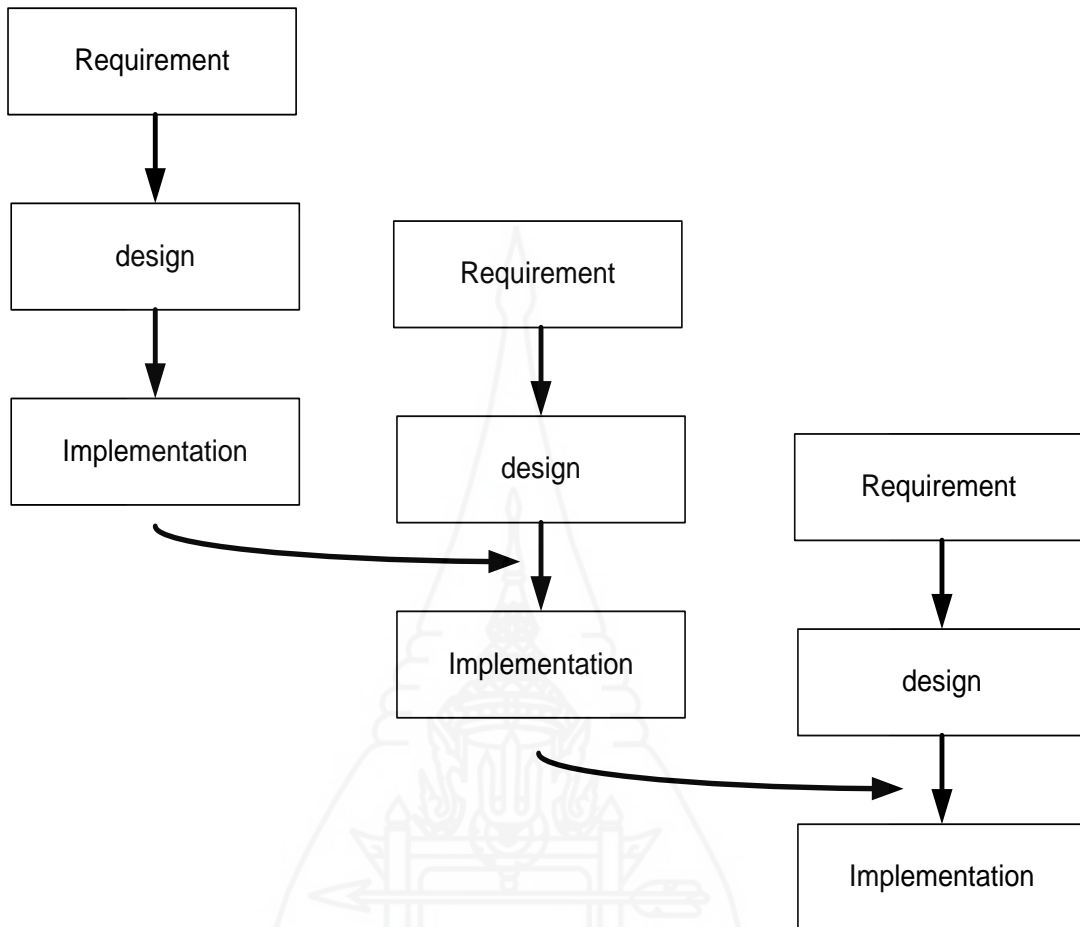 Requirement
design
Implementation
Requirement
design
Implementation
Requirement
design
Implementation